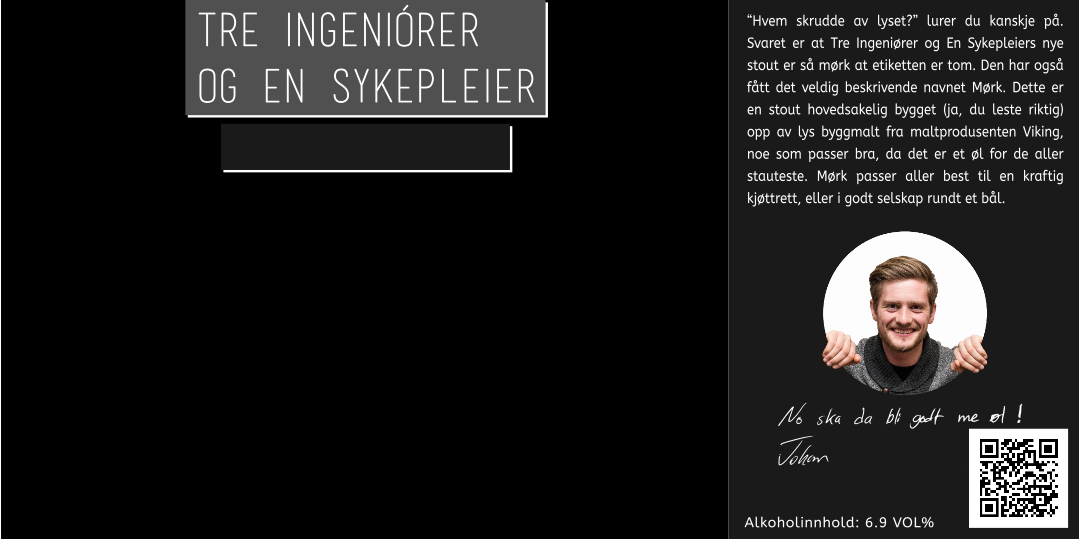 TRE INGENIÓRER
OG EN SYKEPLEIER
“Hvem skrudde av lyset?” lurer du kanskje på.
Svaret er at Tre Ingeniører og En Sykepleiers nye
stout er så mørk at etiketten er tom. Den har også
fått det veldig beskrivende navnet Mørk. Dette er
en stout hovedsakelig bygget (ja, du leste riktig)
opp av lys byggmalt fra maltprodusenten Viking,
noe som passer bra, da det er et øl for de aller
stauteste. Mørk passer aller best til en kraftig
kjøttrett, eller i godt selskap rundt et bål.
No ska da bli godt me øl !
Johan
Alkoholinnhold: 6.9 VOL%